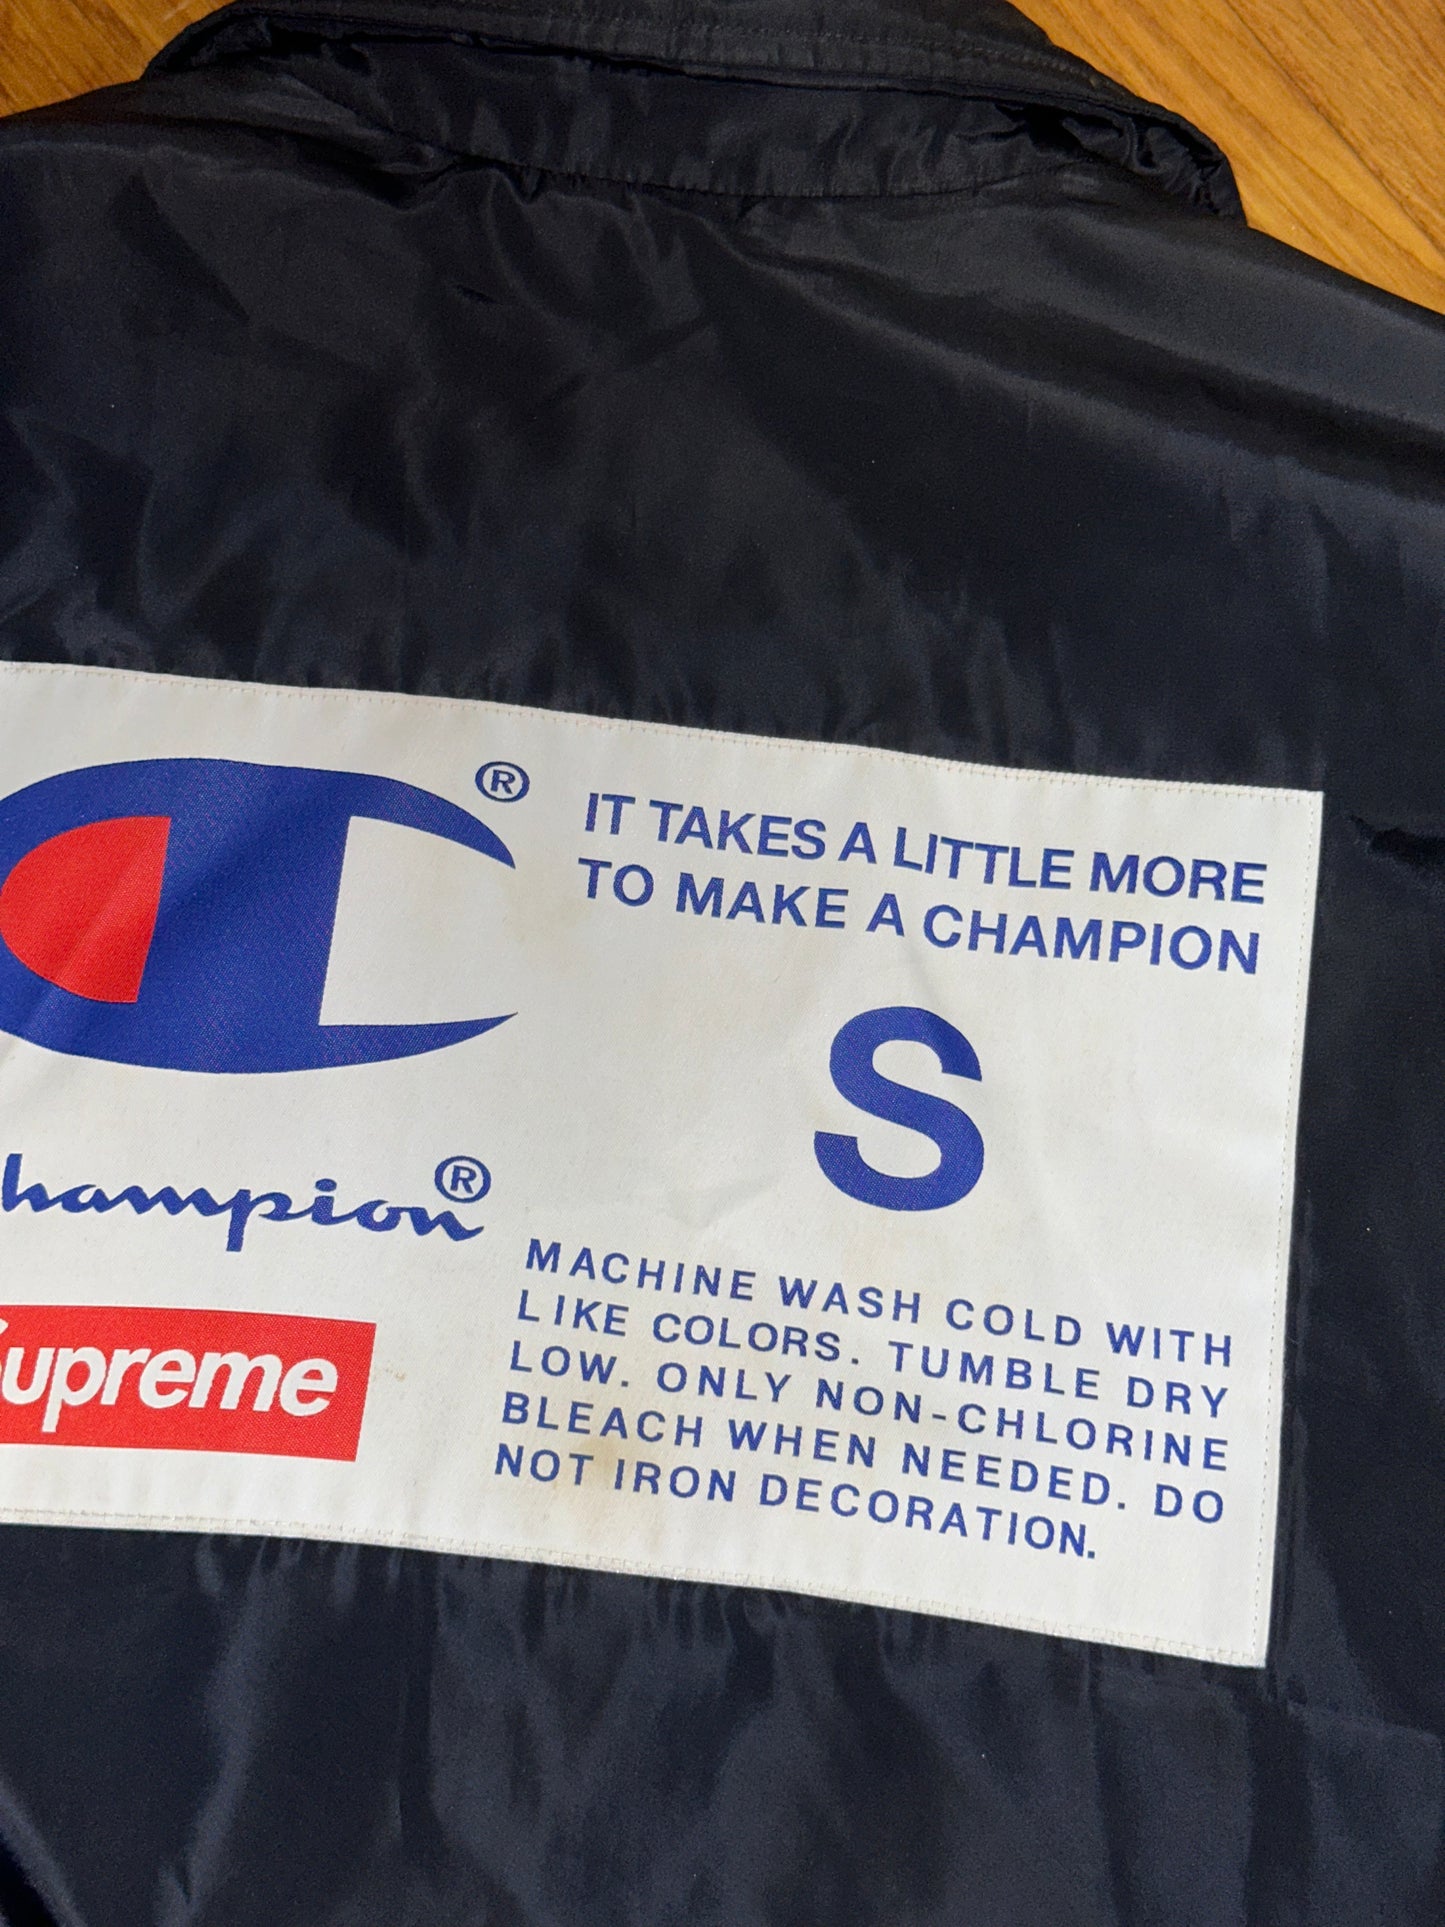 ®
IT TAKES A LITTLE MORE
TO MAKE A CHAMPION
S
hampion®
Supreme
MACHINE WASH COLD WITH
LIKE COLORS. TUMBLE DRY
LOW. ONLY NON-CHLORINE
BLEACH WHEN NEEDED. DO
NOT IRON DECORATION.